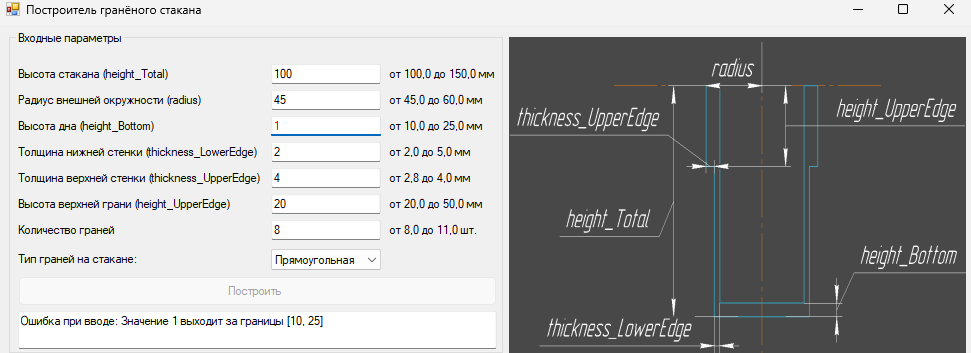 Построитель гранёного стакана
Входные параметры
Высота стакана (height_Total) 100 от 100,0 до 150,0 мм
Радиус внешней окружности (radius) 45 от 45,0 до 60,0 мм
Высота дна (height_Bottom) 1 от 10,0 до 25,0 мм
Толщина нижней стенки (thickness_LowerEdge) 2 от 2,0 до 5,0 мм
Толщина верхней стенки (thickness_UpperEdge) 4 от 2,8 до 4,0 мм
Высота верхней грани (height_UpperEdge) 20 от 20,0 до 50,0 мм
Количество граней 8 от 8,0 до 11,0 шт.
Тип граней на стакане: Прямоугольная
Построить
Ошибка при вводе: Значение 1 выходит за границы [10, 25]
radius
thickness_UpperEdge
height_UpperEdge
height_Total
height_Bottom
thickness_LowerEdge